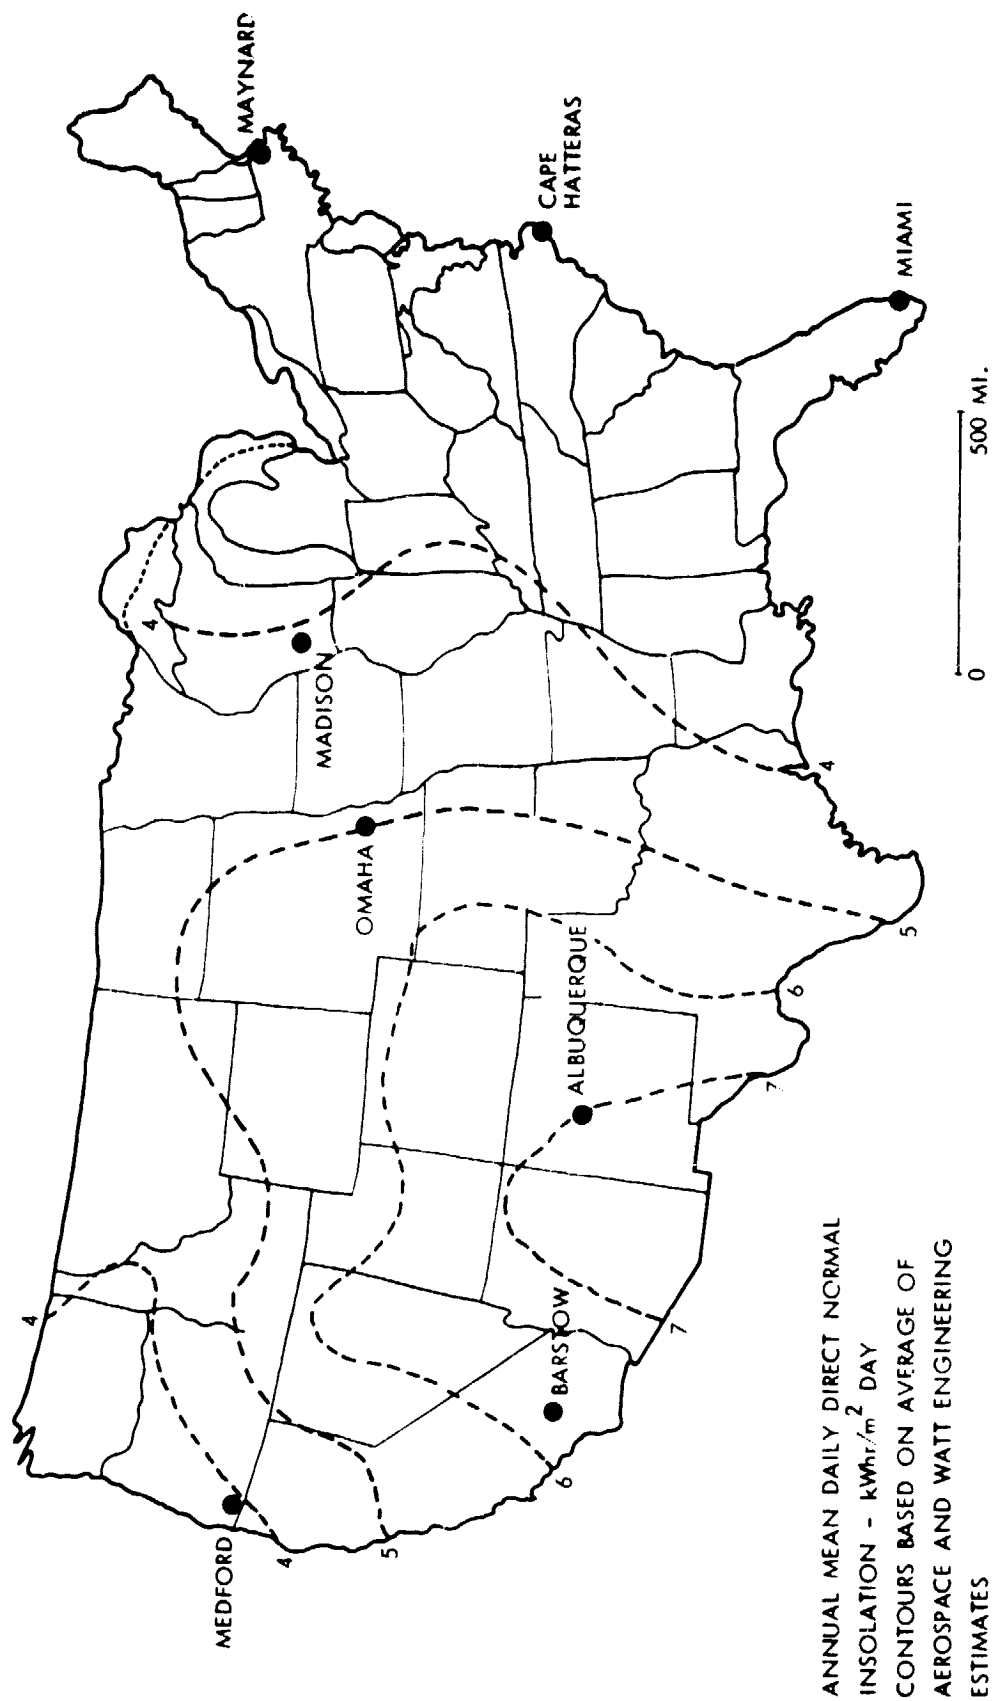 4
MEDFORD
4
5
6
BARSTOW
7
ALBUQUERQUE
7
6
5
OMAHA
MADISON
4
4
MAYNARD
CAPE
HATTERAS
MIAMI
0 500 MI.
ANNUAL MEAN DAILY DIRECT NORMAL
INSOLATION - kWhr/m² DAY
CONTOURS BASED ON AVERAGE OF
AEROSPACE AND WATT ENGINEERING
ESTIMATES